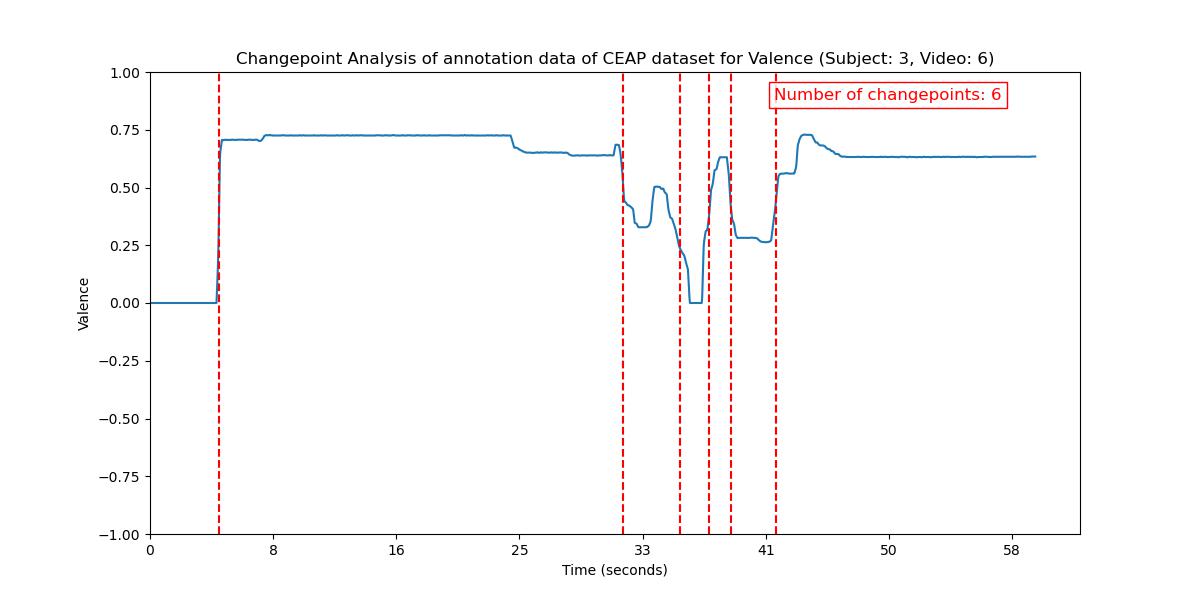 Changepoint Analysis of annotation data of CEAP dataset for Valence (Subject: 3, Video: 6)
Number of changepoints: 6
Valence
1.00
0.75
0.50
0.25
0.00
−0.25
−0.50
−0.75
−1.00
0 8 16 25 33 41 50 58
Time (seconds)